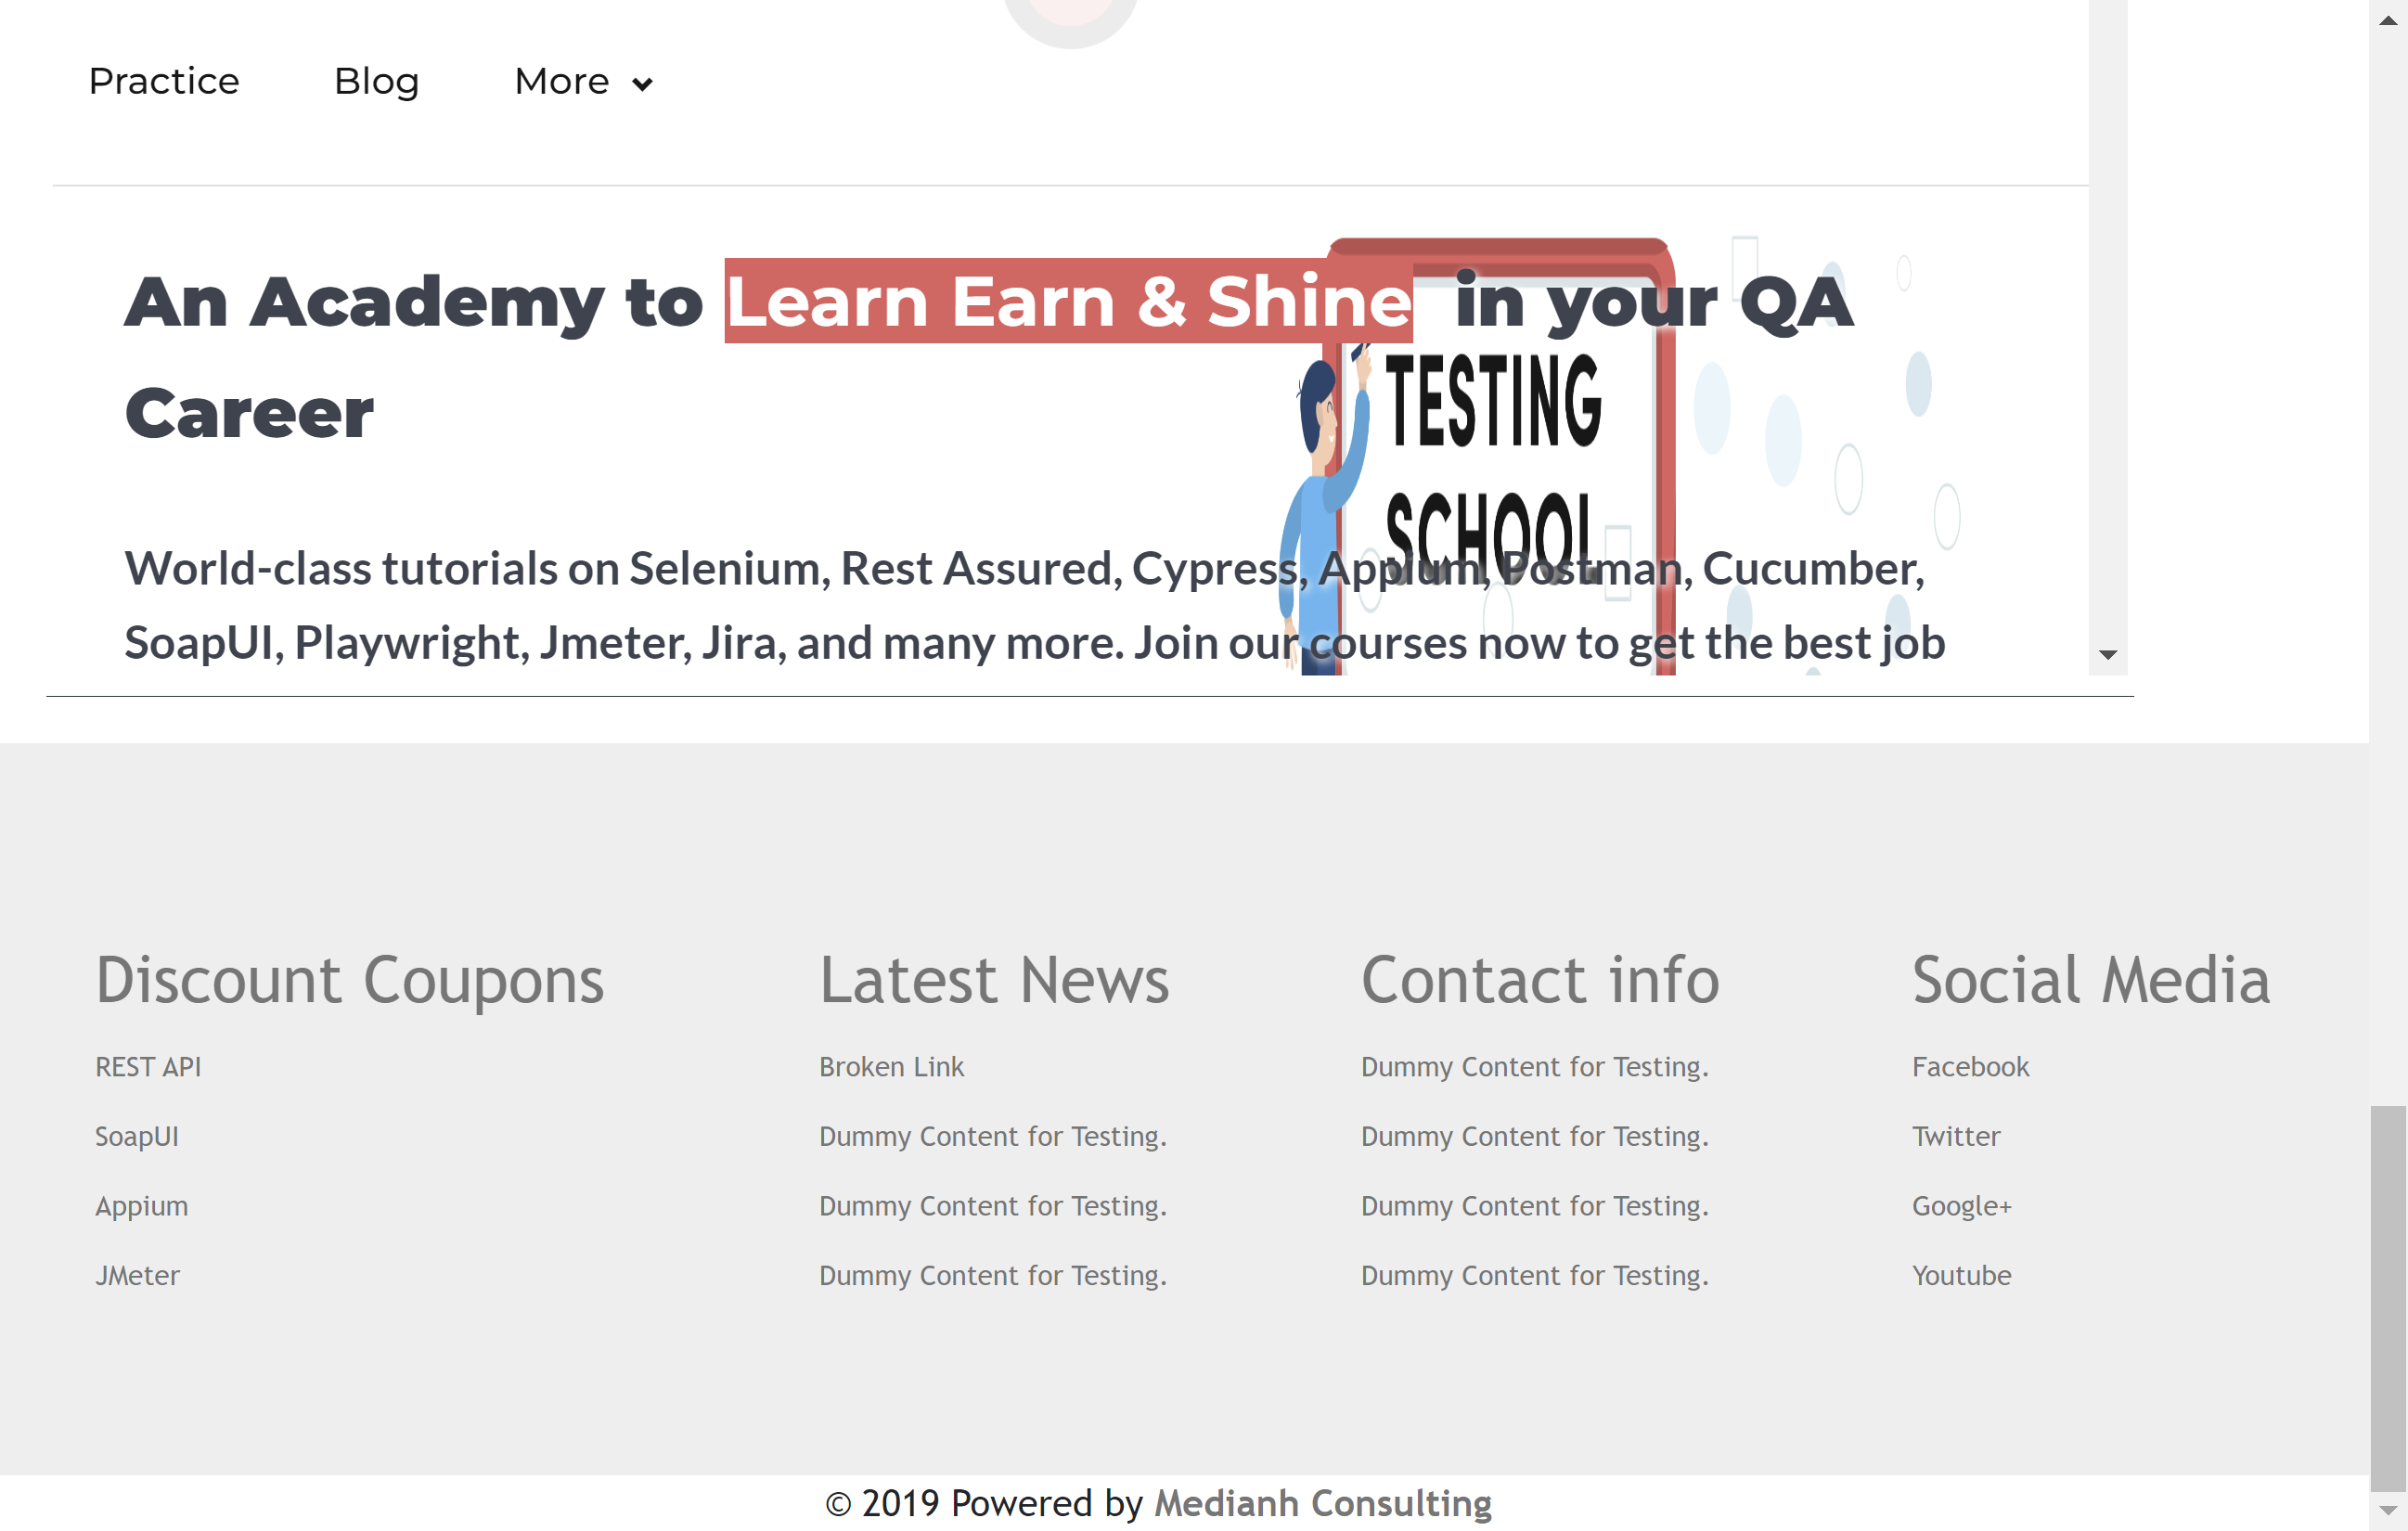 Practice Blog More
An Academy to Learn Earn & Shine in your QA
Career
TESTING
SCHOOL
World-class tutorials on Selenium, Rest Assured, Cypress, Appium, Postman, Cucumber,
SoapUI, Playwright, Jmeter, Jira, and many more. Join our courses now to get the best job
Discount Coupons
REST API
SoapUI
Appium
JMeter
Latest News
Broken Link
Dummy Content for Testing.
Dummy Content for Testing.
Dummy Content for Testing.
Contact info
Dummy Content for Testing.
Dummy Content for Testing.
Dummy Content for Testing.
Dummy Content for Testing.
Social Media
Facebook
Twitter
Google+
Youtube
© 2019 Powered by Medianh Consulting